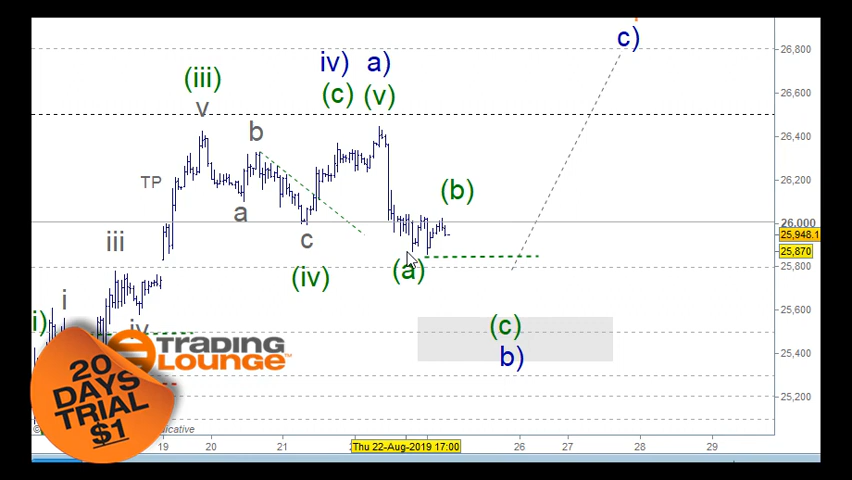 c)
26,800
iv) a)
(iii)
(c) (v)
26,600
v
b
26,400
TP
26,200
(b)
a
26,000
iii
c
25,948.1
25,870
(a)
(iv)
25,800
i
25,600
i)
iv
(c)
TRADING
LOUNGE
b)
25,400
20
DAYS
TRIAL
$1
25,200
©
icative
19 20 21 2 Thu 22-Aug-2019 17:00 26 27 28 29